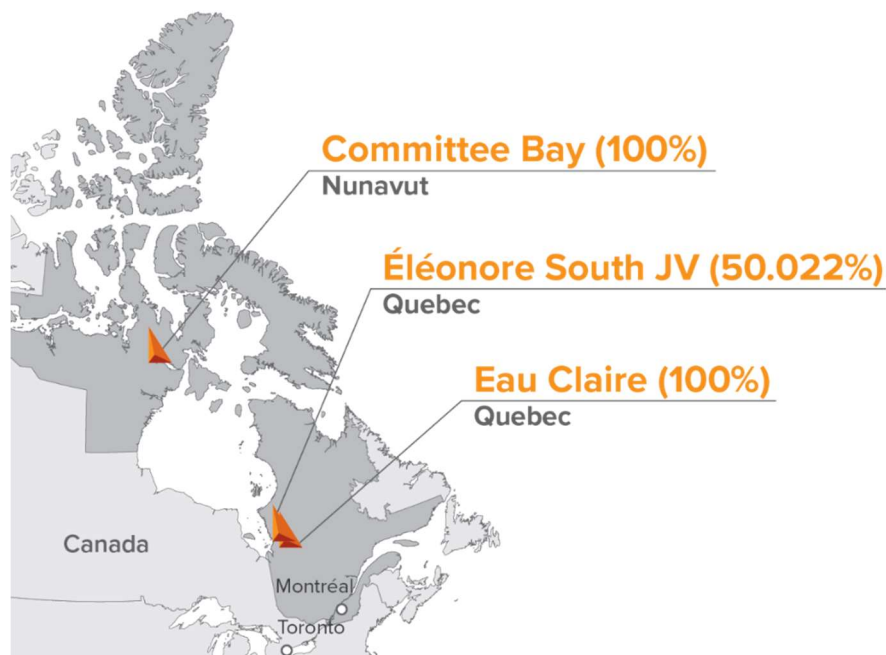 Committee Bay (100%)
Nunavut
Éléonore South JV (50.022%)
Quebec
Eau Claire (100%)
Quebec
Canada
Montréal
Toronto